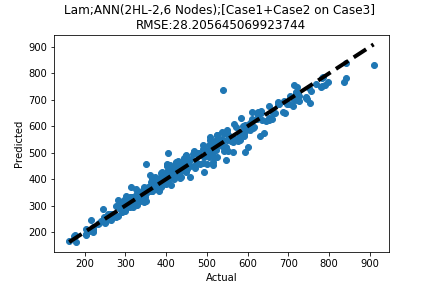 Lam;ANN(2HL-2,6 Nodes);[Case1+Case2 on Case3]
RMSE:28.205645069923744
900
800
700
600
500
400
300
200
Predicted
200 300 400 500 600 700 800 900
Actual